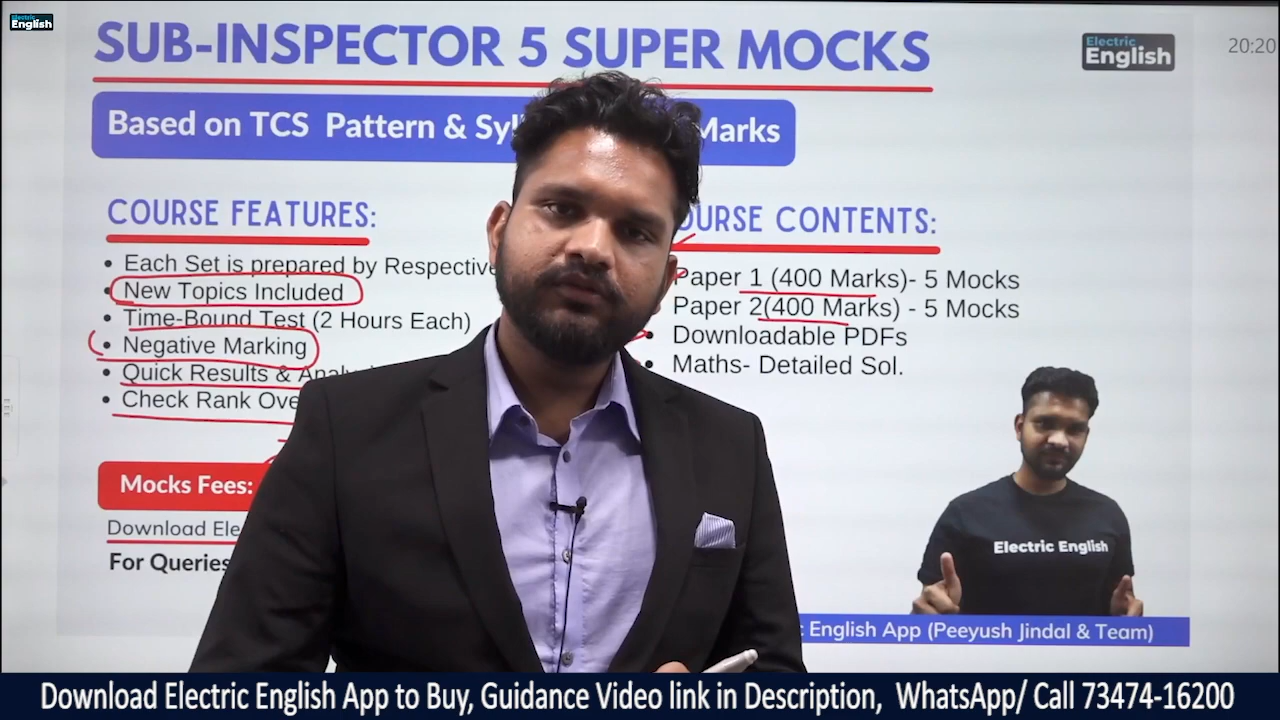 Electric
English
SUB-INSPECTOR 5 SUPER MOCKS
Electric
English
20:20
Based on TCS Pattern & Marks
COURSE FEATURES:
OURSE CONTENTS:
Each Set is prepared by Respective
New Topics Included
Time-Bound Test (2 Hours Each)
Negative Marking
Quick Results &
Check Rank
Paper 1 (400 Marks)- 5 Mocks
Paper 2(400 Marks) - 5 Mocks
Downloadable PDFs
Maths- Detailed Sol.
Mocks Fees:
Download
For Queries
Electric English
English App (Peeyush Jindal & Team)
Download Electric English App to Buy, Guidance Video link in Description, WhatsApp/ Call 73474-16200